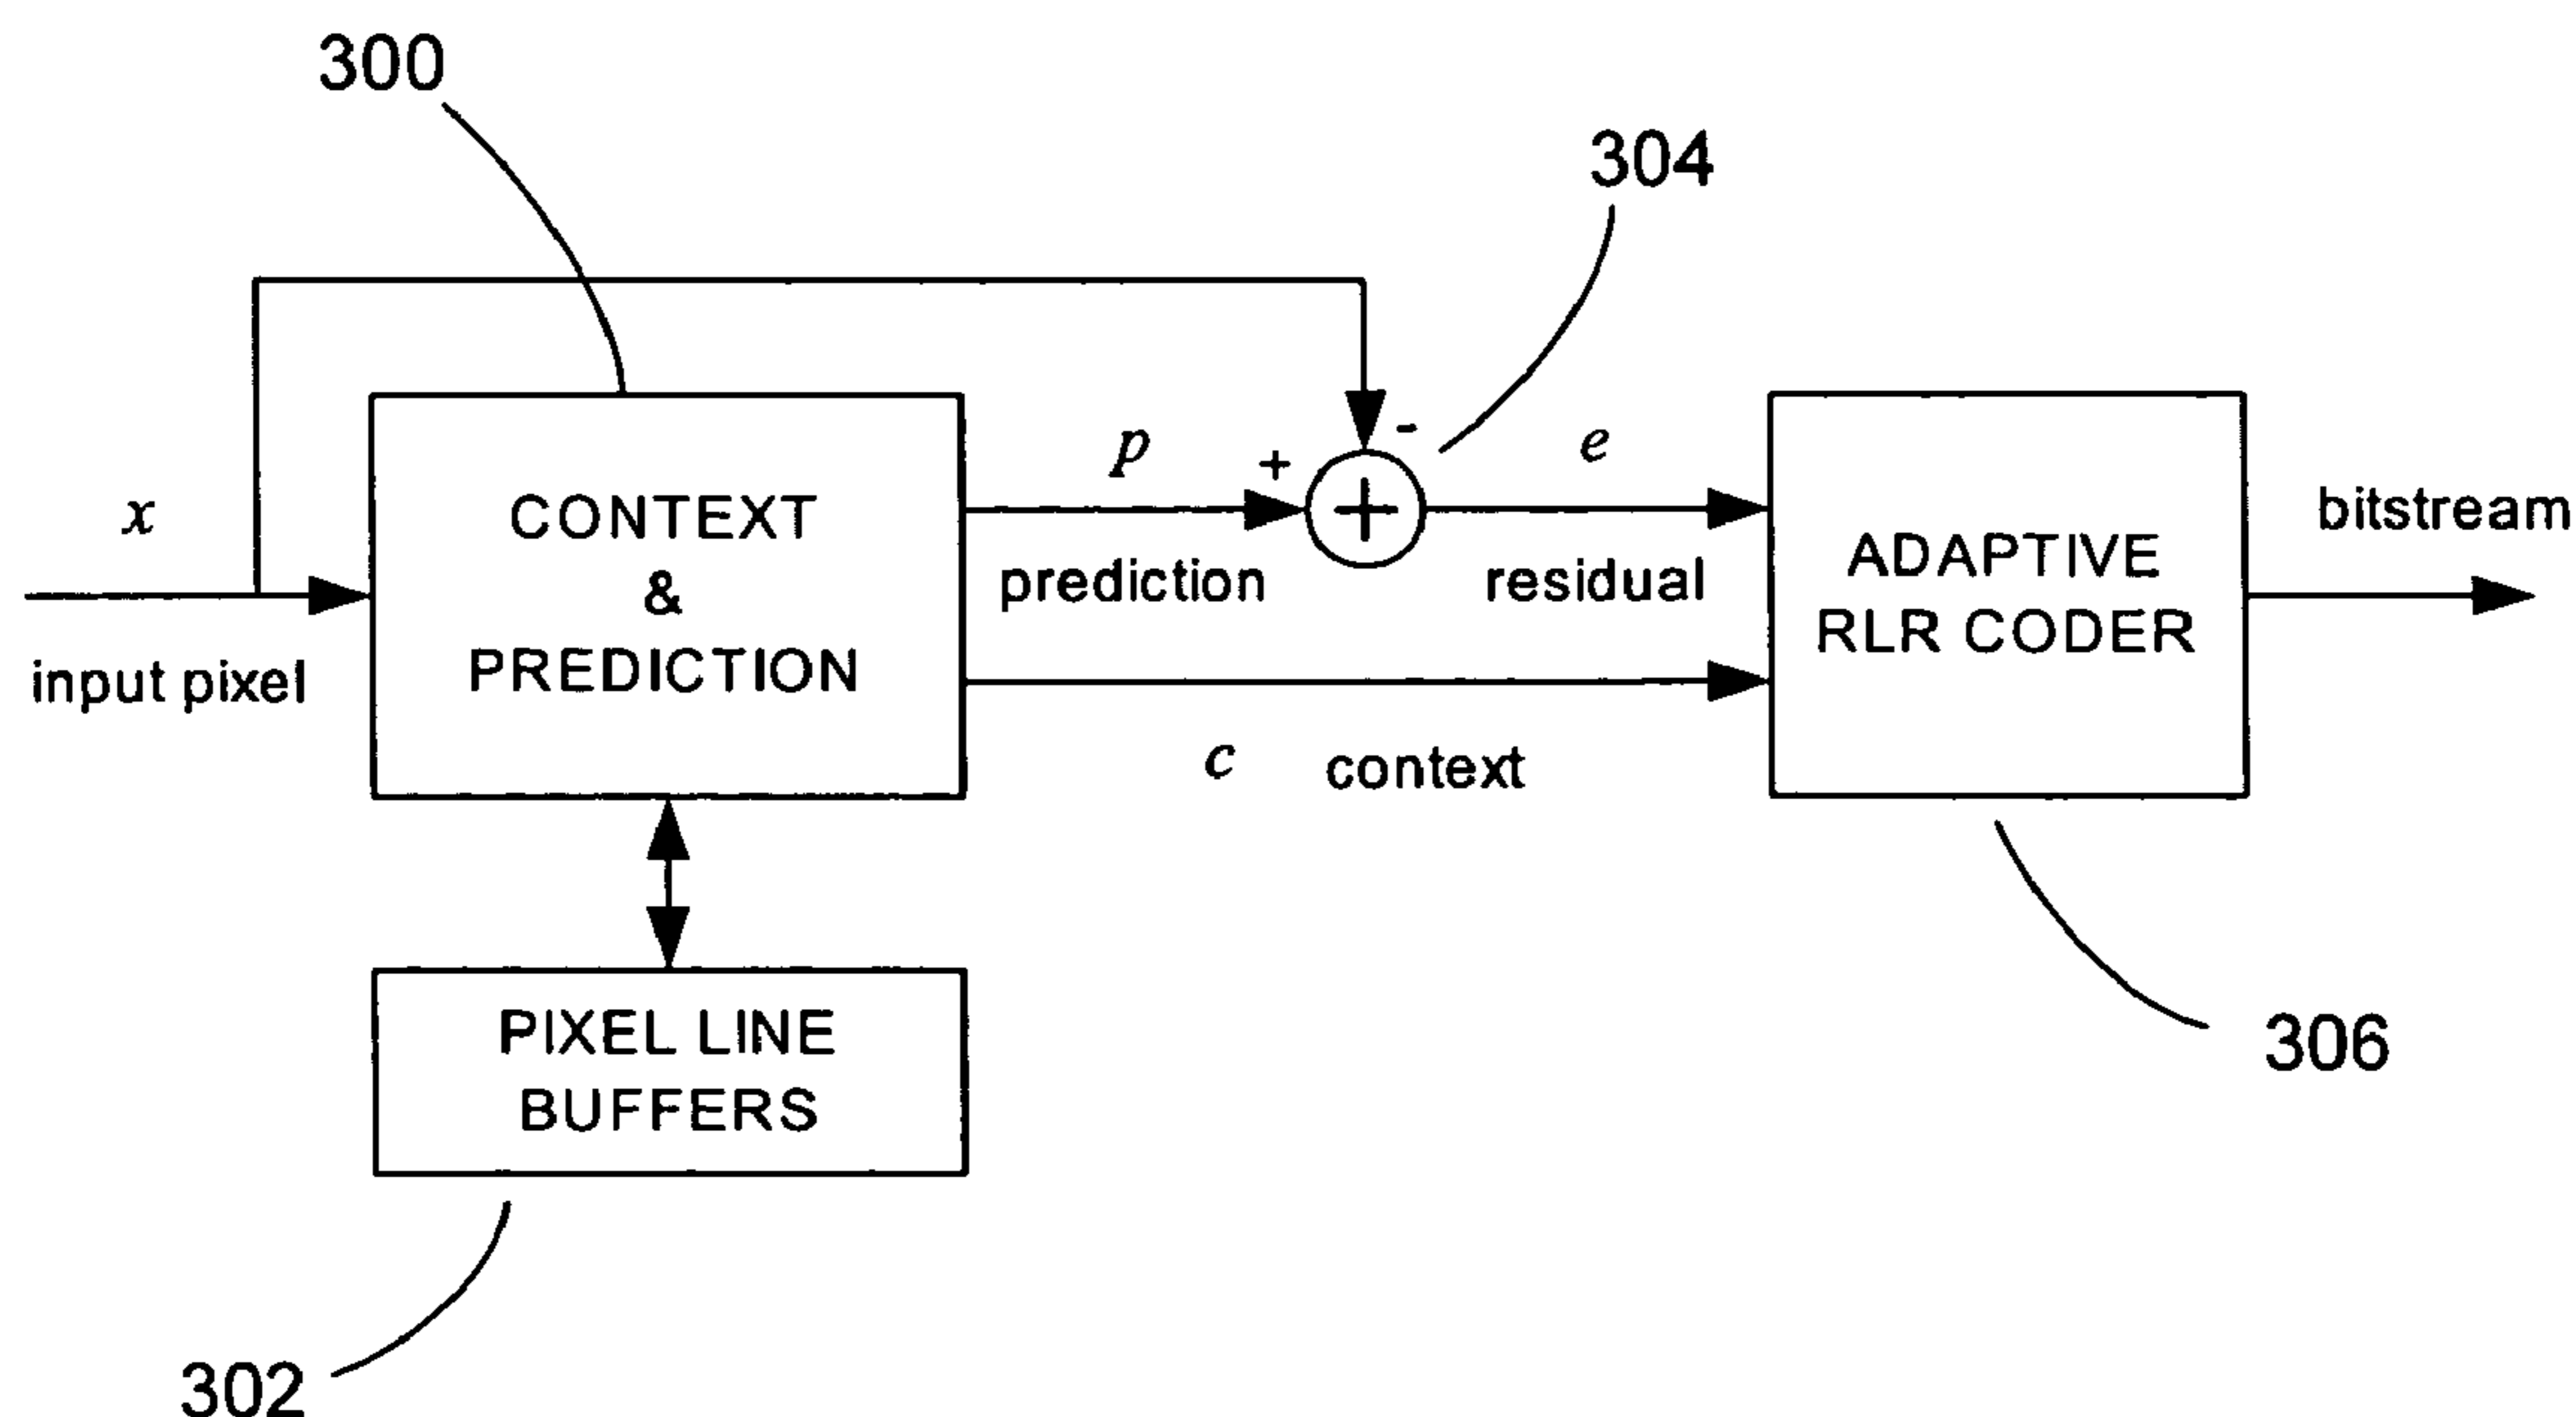 300
304
x
input pixel
CONTEXT
&
PREDICTION
p
+
-
+
prediction
e
residual
c context
ADAPTIVE
RLR CODER
bitstream
PIXEL LINE
BUFFERS
306
302